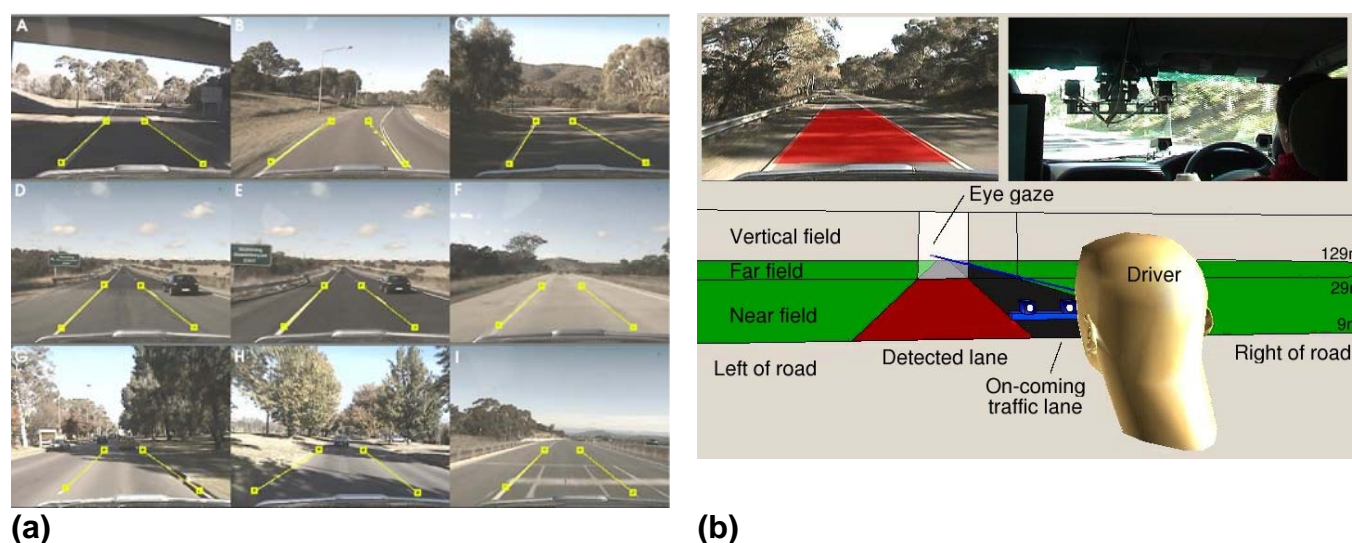 A
B
C
D
E
F
G
H
I
(a)
Eye gaze
Vertical field
129m
Far field
Driver
29m
Near field
9m
Left of road
Detected lane
Right of road
On-coming
traffic lane
(b)